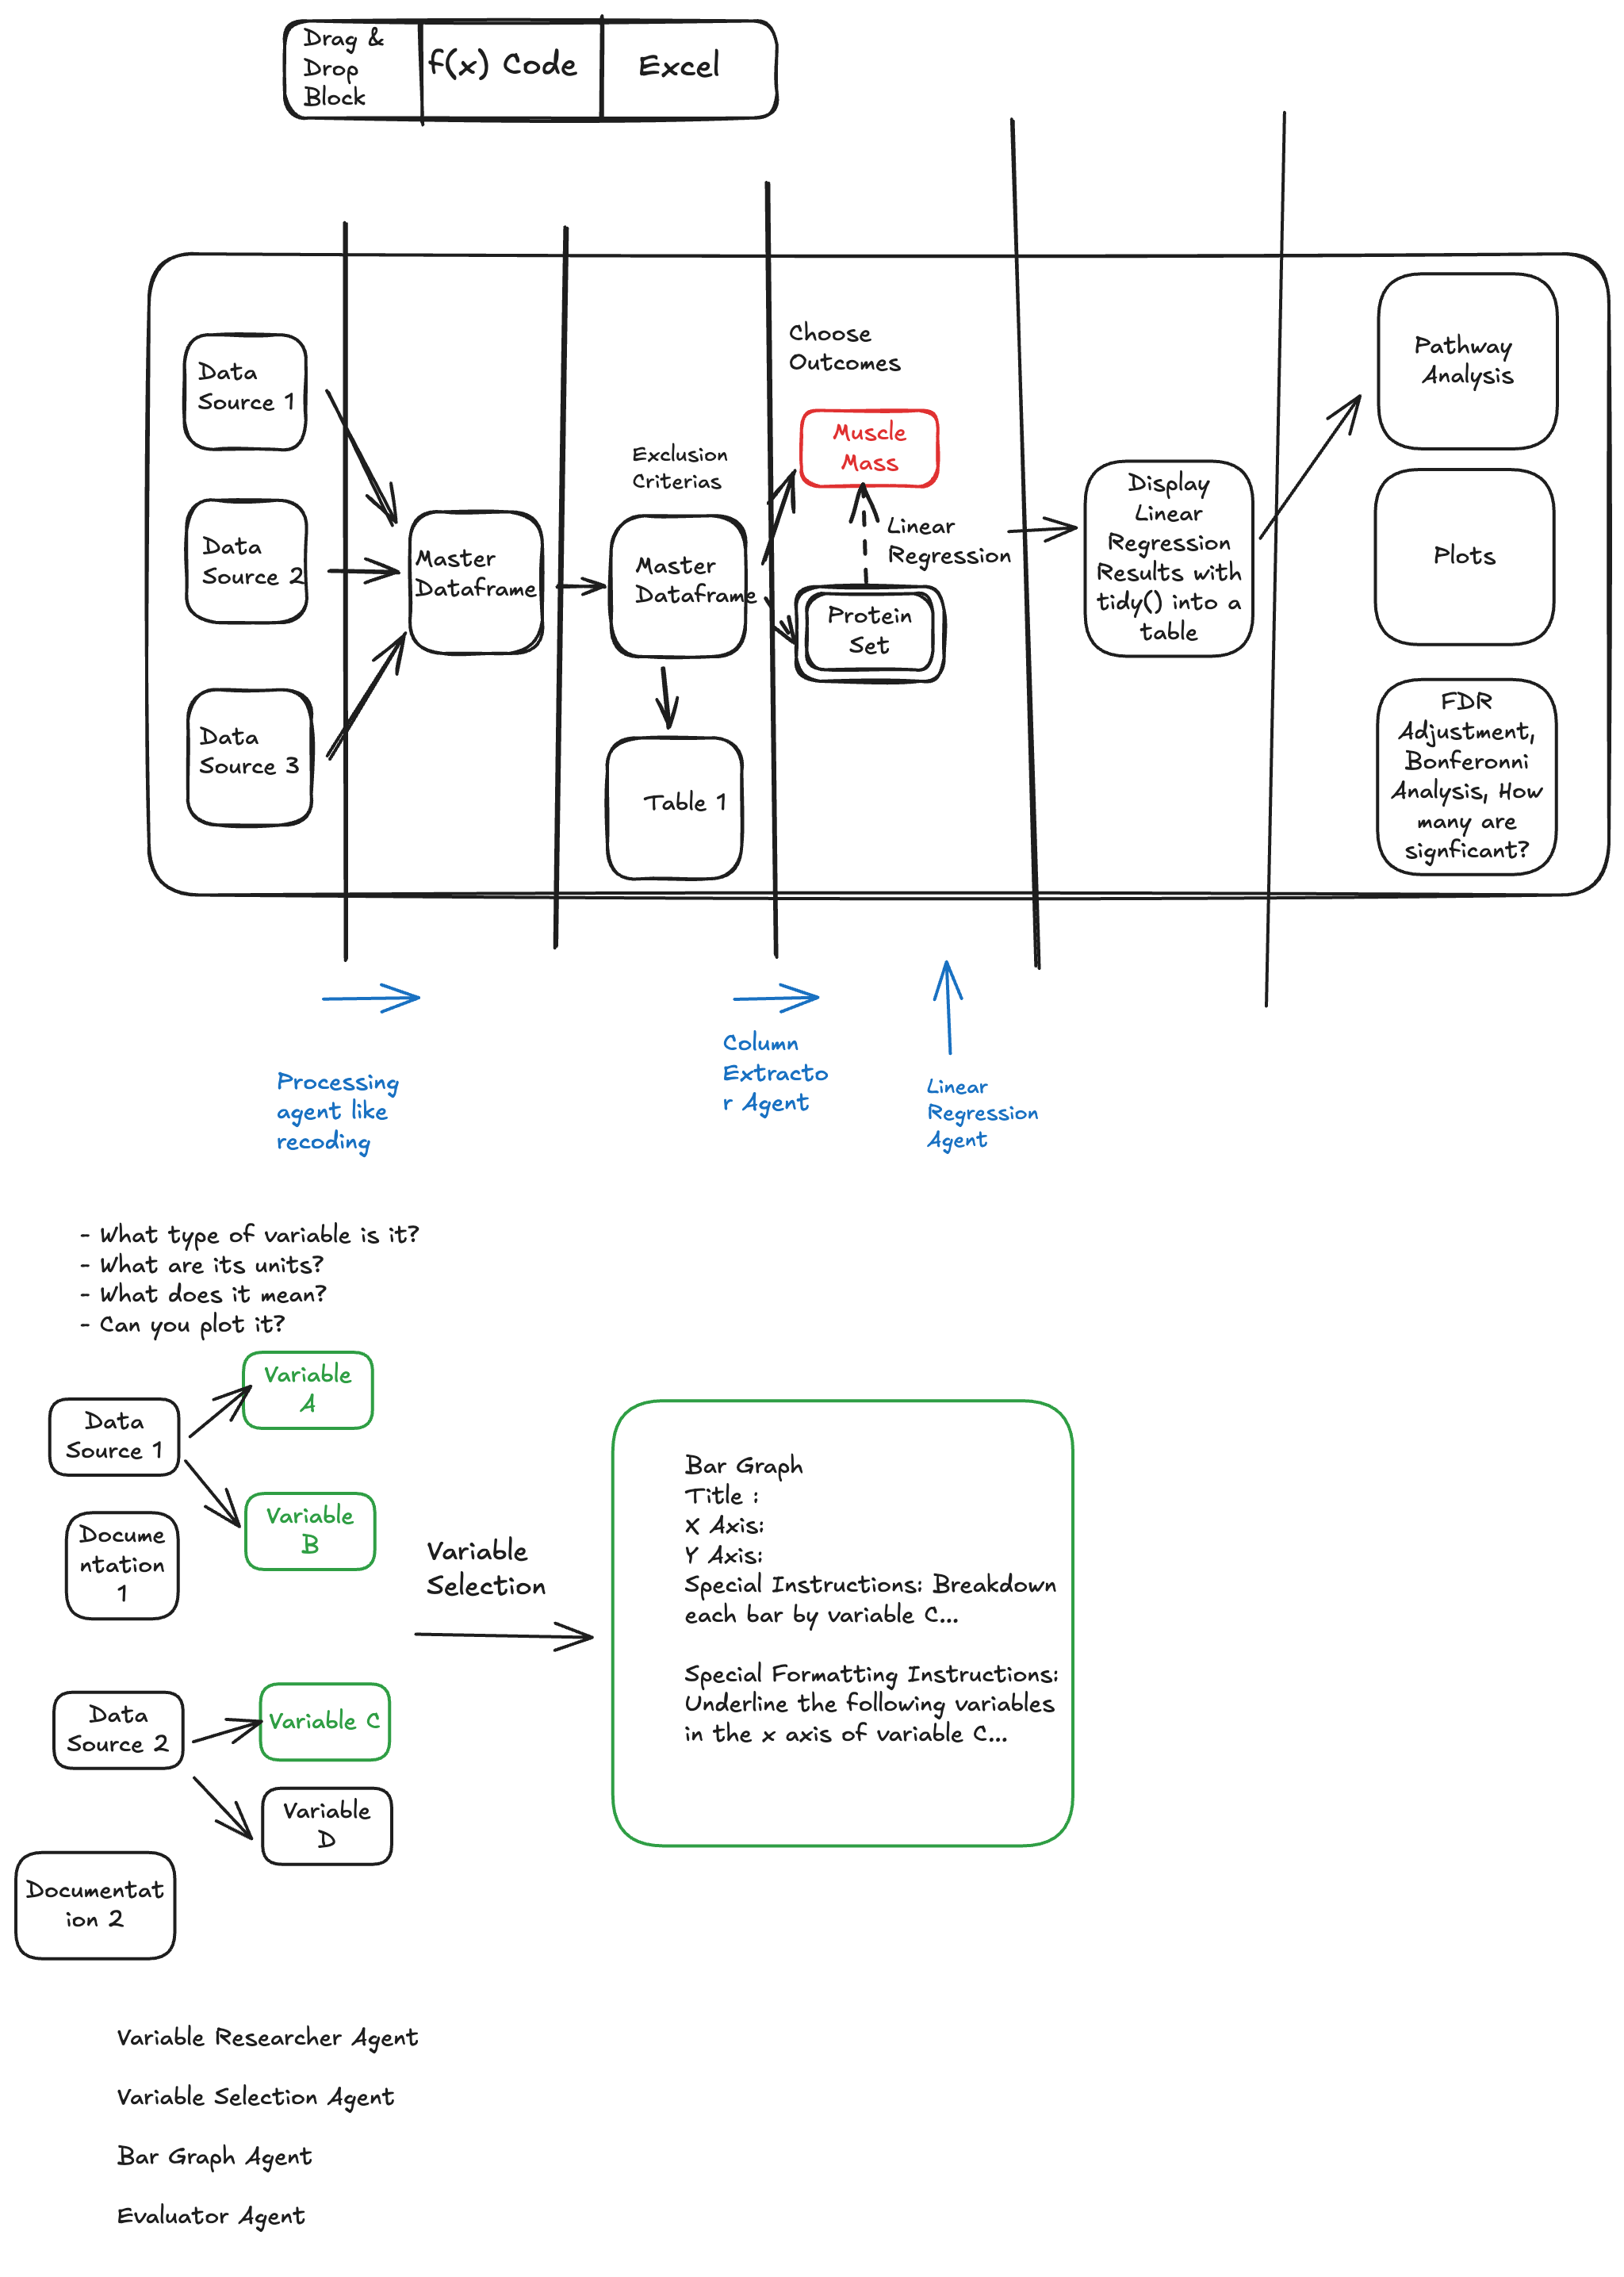 Drag &
Drop
Block
f(x) Code
Excel
Data
Source 1
Data
Source 2
Data
Source 3
Master
Dataframe
Exclusion
Criterias
Master
Dataframe
Table 1
Choose
Outcomes
Muscle
Mass
Linear
Regression
Protein
Set
Display
Linear
Regression
Results with
tidy() into a
table
Pathway
Analysis
Plots
FDR
Adjustment,
Bonferonni
Analysis, How
many are
signficant?
Processing
agent like
recoding
Column
Extracto
r Agent
Linear
Regression
Agent
- What type of variable is it?
- What are its units?
- What does it mean?
- Can you plot it?
Data
Source 1
Variable
A
Variable
B
Docume
ntation
1
Data
Source 2
Variable C
Variable
D
Documentat
ion 2
Variable
Selection
Bar Graph
Title :
X Axis:
Y Axis:
Special Instructions: Breakdown
each bar by variable C...
Special Formatting Instructions:
Underline the following variables
in the x axis of variable C...
Variable Researcher Agent
Variable Selection Agent
Bar Graph Agent
Evaluator Agent